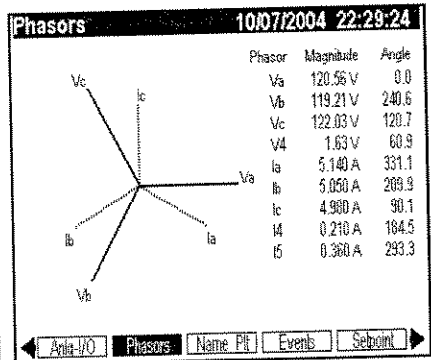 Phasors 10/07/2004 22:29:24
Phasor Magnitude Angle
Va 120.56 V 0.0
Vb 119.21 V 240.6
Vc 122.03 V 120.7
V4 1.63 V 60.9
Ia 5.140 A 331.1
Ib 5.050 A 209.9
Ic 4.980 A 90.1
I4 0.210 A 184.5
I5 0.360 A 293.3
Vc
Ic
Va
Ib
Ia
Vb
Anlg-I/O Phasors Name Plt Events Setpoint